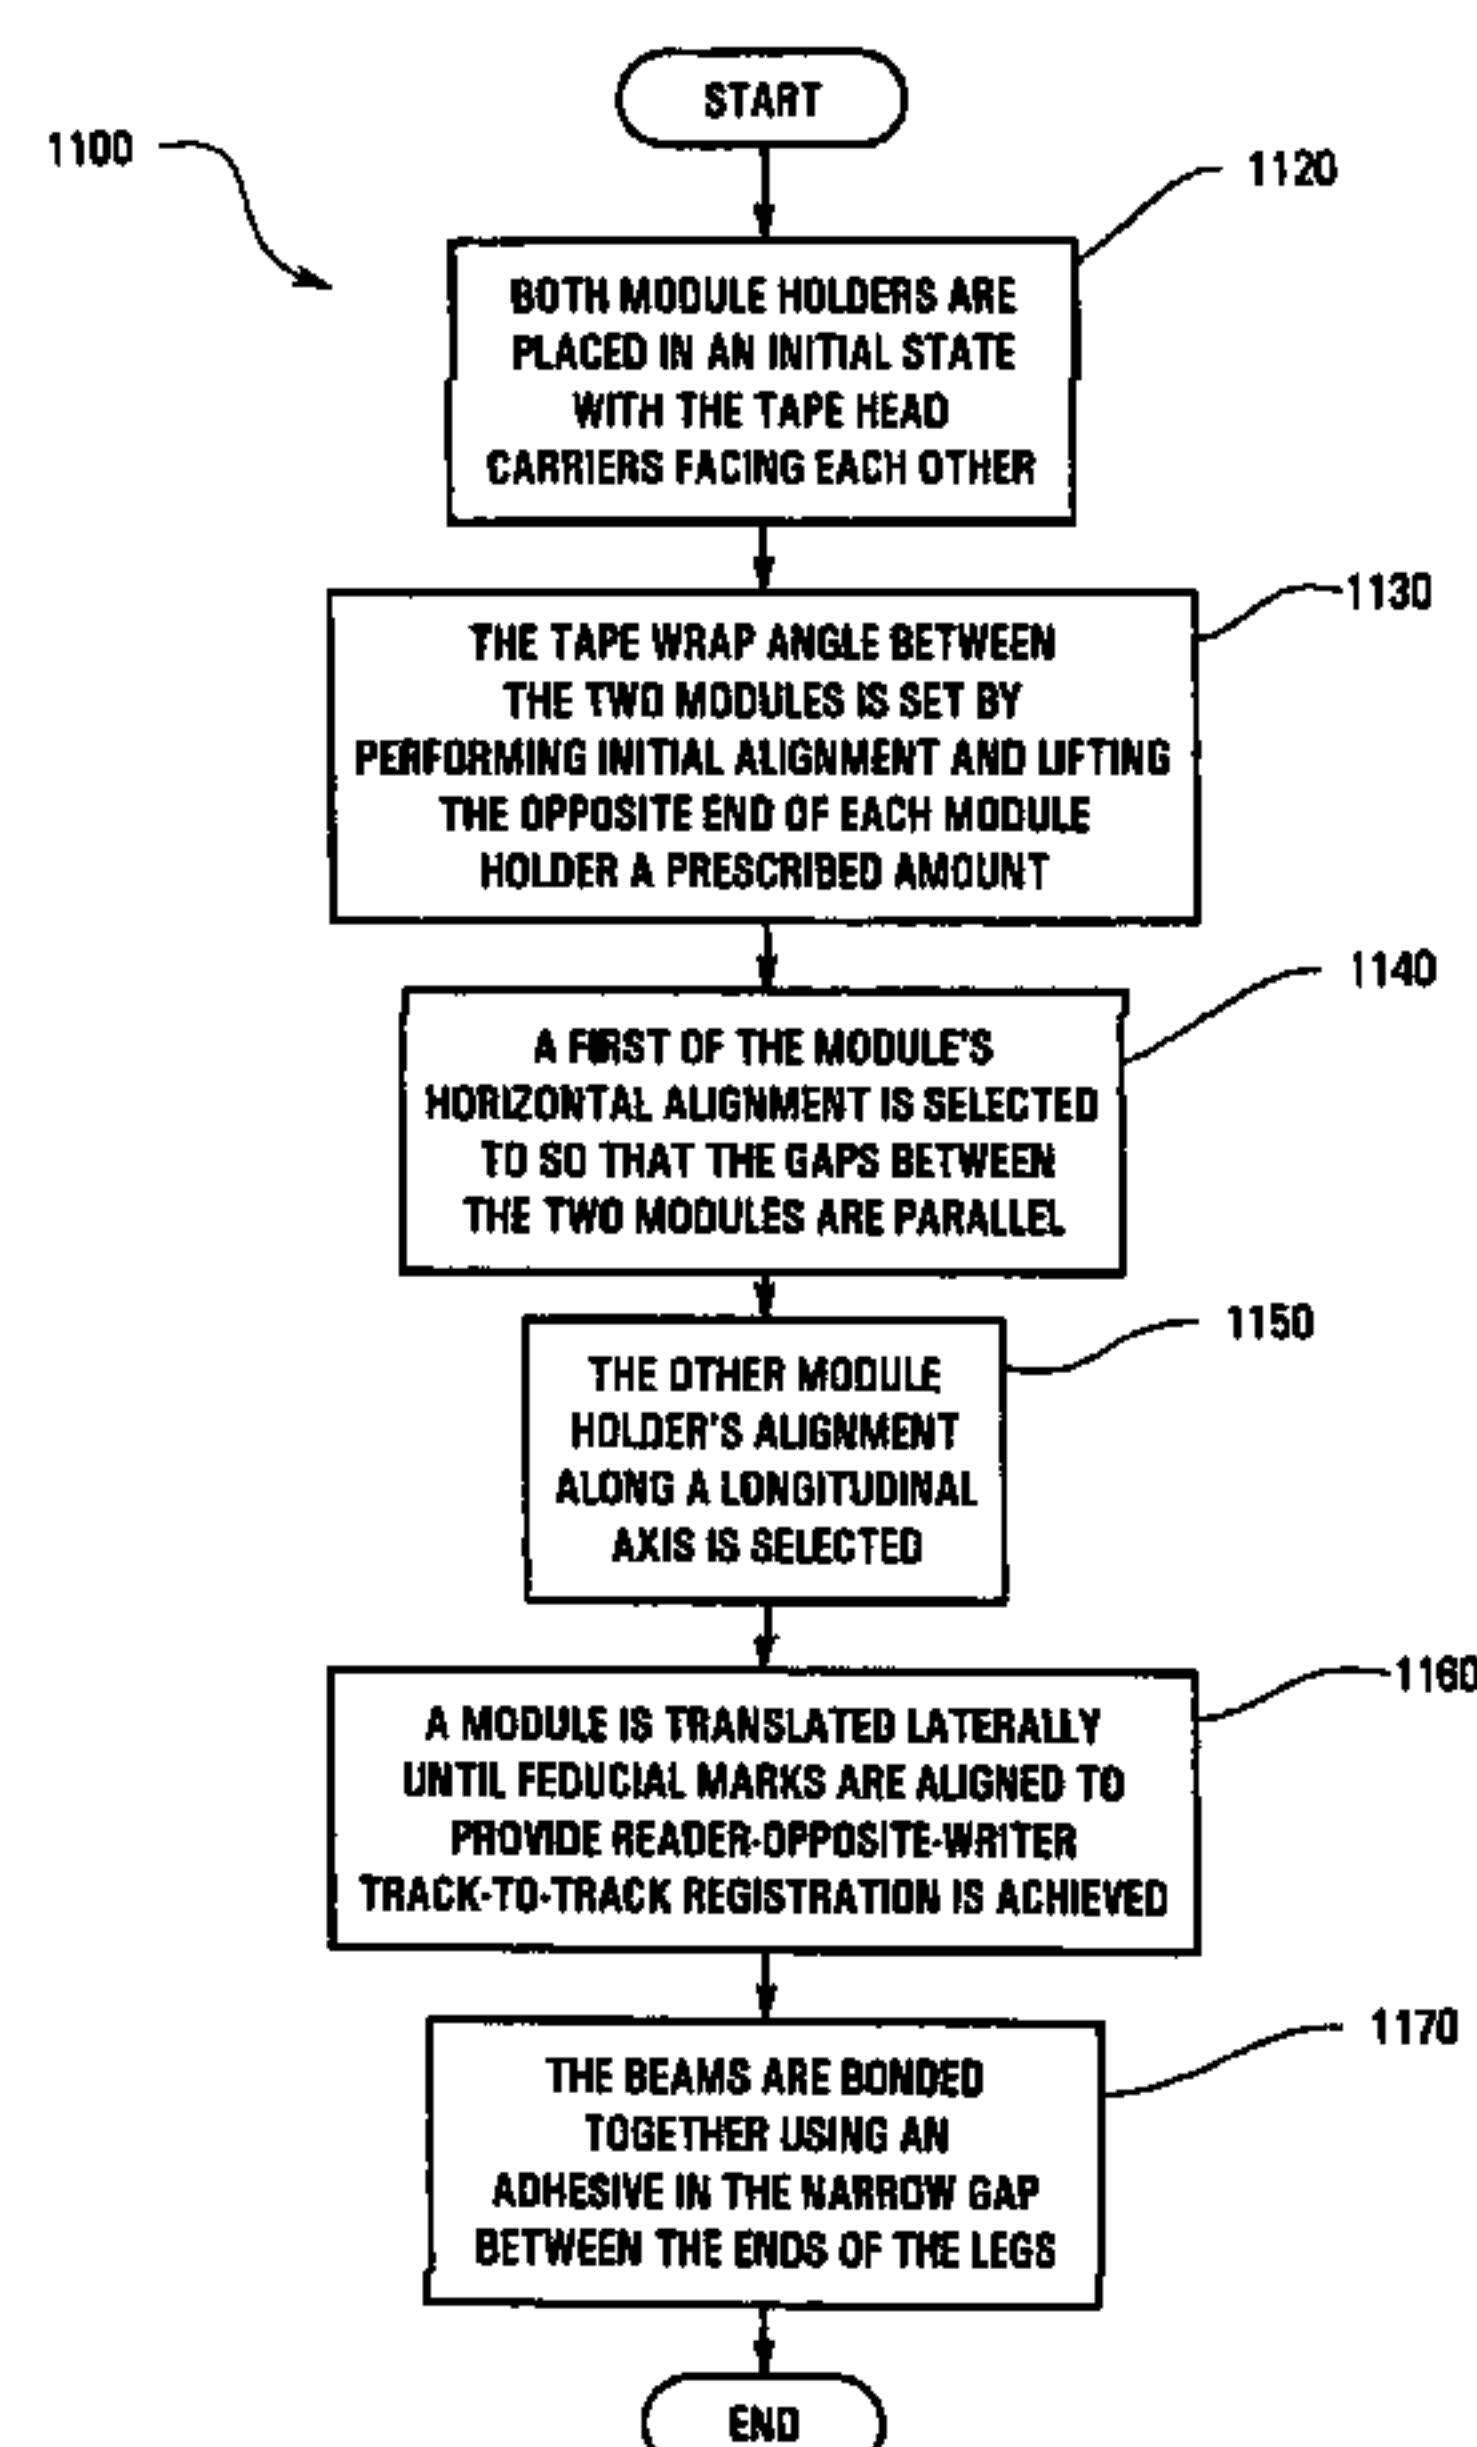 START
1100
1120
BOTH MODULE HOLDERS ARE
PLACED IN AN INITIAL STATE
WITH THE TAPE HEAD
CARRIERS FACING EACH OTHER
1130
THE TAPE WRAP ANGLE BETWEEN
THE TWO MODULES IS SET BY
PERFORMING INITIAL ALIGNMENT AND LIFTING
THE OPPOSITE END OF EACH MODULE
HOLDER A PRESCRIBED AMOUNT
1140
A FIRST OF THE MODULE'S
HORIZONTAL ALIGNMENT IS SELECTED
TO SO THAT THE GAPS BETWEEN
THE TWO MODULES ARE PARALLEL
1150
THE OTHER MODULE
HOLDER'S ALIGNMENT
ALONG A LONGITUDINAL
AXIS IS SELECTED
1160
A MODULE IS TRANSLATED LATERALLY
UNTIL FEDUCIAL MARKS ARE ALIGNED TO
PROVIDE READER-OPPOSITE-WRITER
TRACK-TO-TRACK REGISTRATION IS ACHIEVED
1170
THE BEAMS ARE BONDED
TOGETHER USING AN
ADHESIVE IN THE NARROW GAP
BETWEEN THE ENDS OF THE LEGS
END